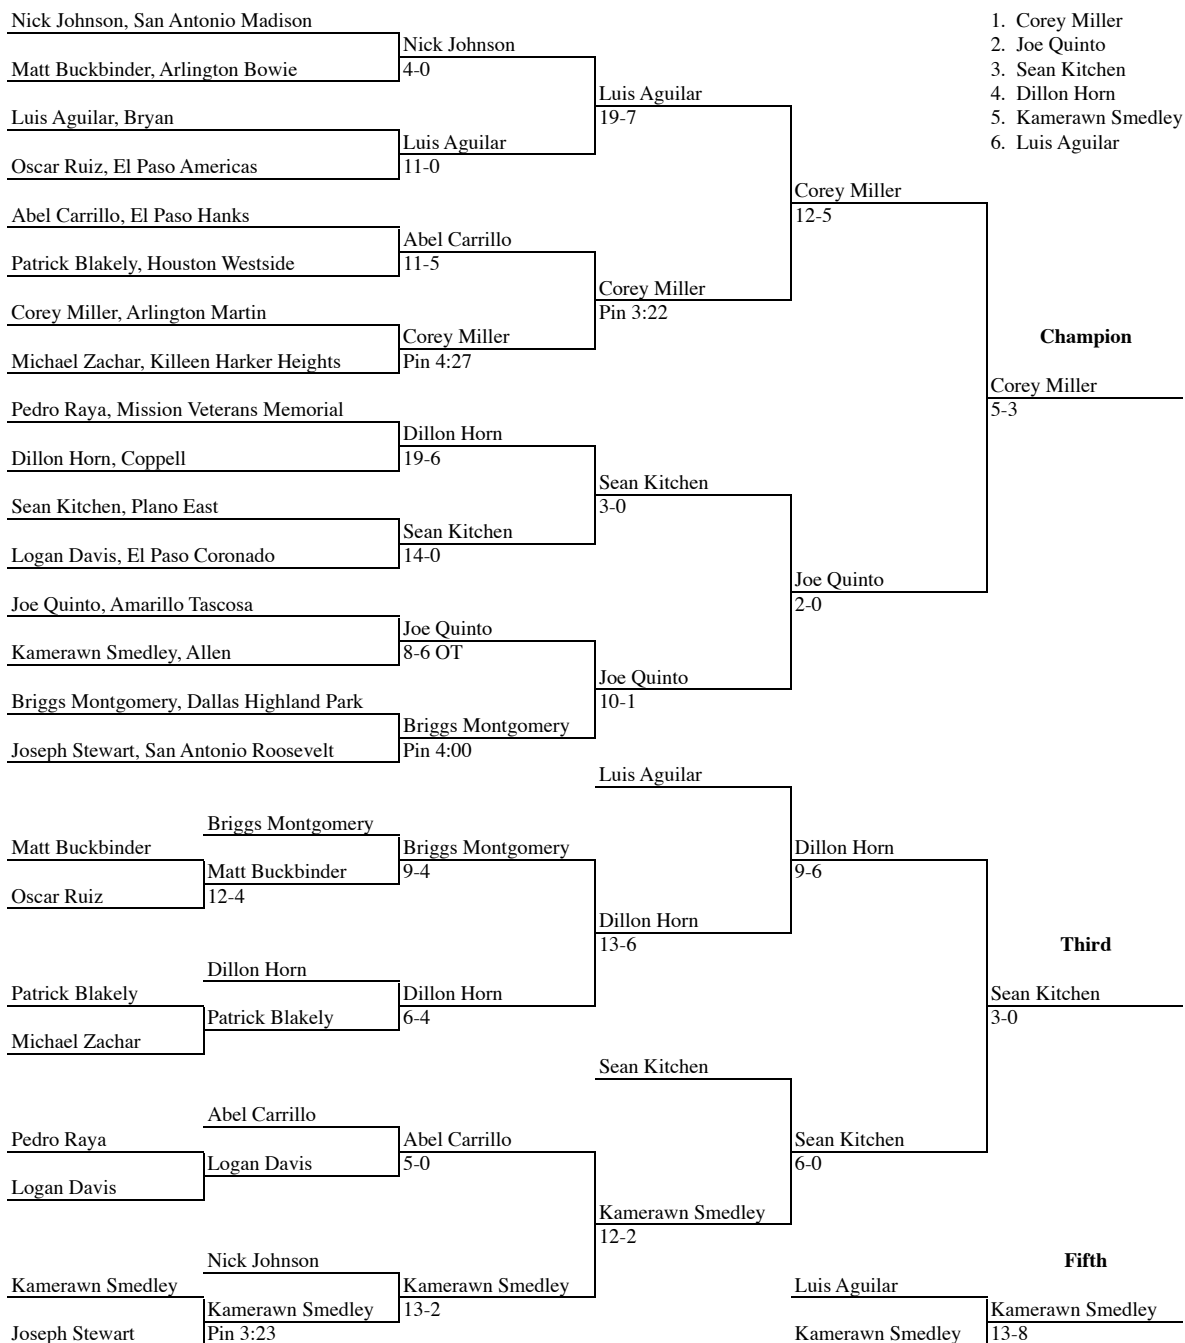 Nick Johnson, San Antonio Madison
Nick Johnson
4-0
Matt Buckbinder, Arlington Bowie
Luis Aguilar
19-7
Luis Aguilar, Bryan
Luis Aguilar
11-0
Oscar Ruiz, El Paso Americas
Corey Miller
12-5
Abel Carrillo, El Paso Hanks
Abel Carrillo
11-5
Patrick Blakely, Houston Westside
Corey Miller
Pin 3:22
Corey Miller, Arlington Martin
Corey Miller
Pin 4:27
Michael Zachar, Killeen Harker Heights
1. Corey Miller
2. Joe Quinto
3. Sean Kitchen
4. Dillon Horn
5. Kamerawn Smedley
6. Luis Aguilar
Champion
Corey Miller
5-3
Pedro Raya, Mission Veterans Memorial
Dillon Horn
19-6
Dillon Horn, Coppell
Sean Kitchen
3-0
Sean Kitchen, Plano East
Sean Kitchen
14-0
Logan Davis, El Paso Coronado
Joe Quinto
2-0
Joe Quinto, Amarillo Tascosa
Joe Quinto
8-6 OT
Kamerawn Smedley, Allen
Joe Quinto
10-1
Briggs Montgomery, Dallas Highland Park
Briggs Montgomery
Pin 4:00
Joseph Stewart, San Antonio Roosevelt
Luis Aguilar
Briggs Montgomery
Matt Buckbinder
Briggs Montgomery
9-4
Dillon Horn
9-6
Matt Buckbinder
12-4
Oscar Ruiz
Dillon Horn
13-6
Third
Dillon Horn
Patrick Blakely
Dillon Horn
6-4
Sean Kitchen
3-0
Patrick Blakely
Michael Zachar
Sean Kitchen
Abel Carrillo
Pedro Raya
Abel Carrillo
5-0
Sean Kitchen
6-0
Logan Davis
Logan Davis
Kamerawn Smedley
12-2
Nick Johnson
Fifth
Kamerawn Smedley
Kamerawn Smedley
13-2
Luis Aguilar
Kamerawn Smedley
Pin 3:23
Kamerawn Smedley
13-8
Joseph Stewart
Kamerawn Smedley